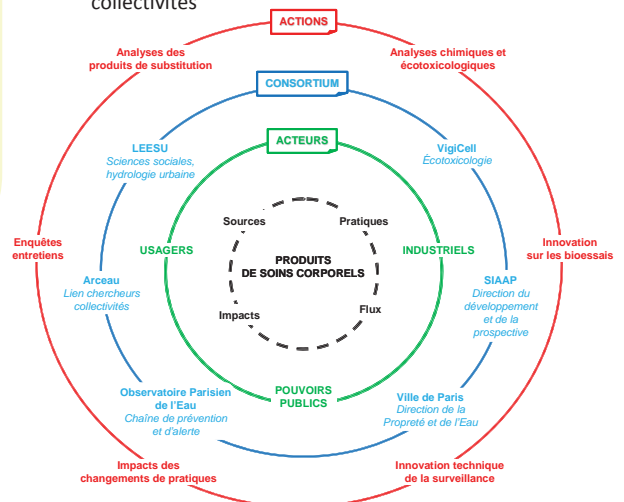 collectivités
ACTIONS
Analyses des
produits de substitution
Analyses chimiques et
écotoxicologiques
CONSORTIUM
LEESU
Sciences sociales,
hydrologie urbaine
VigiCell
Écotoxicologie
ACTEURS
Sources
Pratiques
Enquêtes
entretiens
USAGERS
PRODUITS
DE SOINS CORPORELS
INDUSTRIELS
Innovation
sur les bioessais
Arceau
Lien chercheurs
collectivités
SIAAP
Direction du
développement
et de la
prospective
Impacts
Flux
Observatoire Parisien
de l'Eau
Chaîne de prévention
et d'alerte
POUVOIRS
PUBLICS
Ville de Paris
Direction de la
Propreté et de l'Eau
Impacts des
changements de pratiques
Innovation technique
de la surveillance